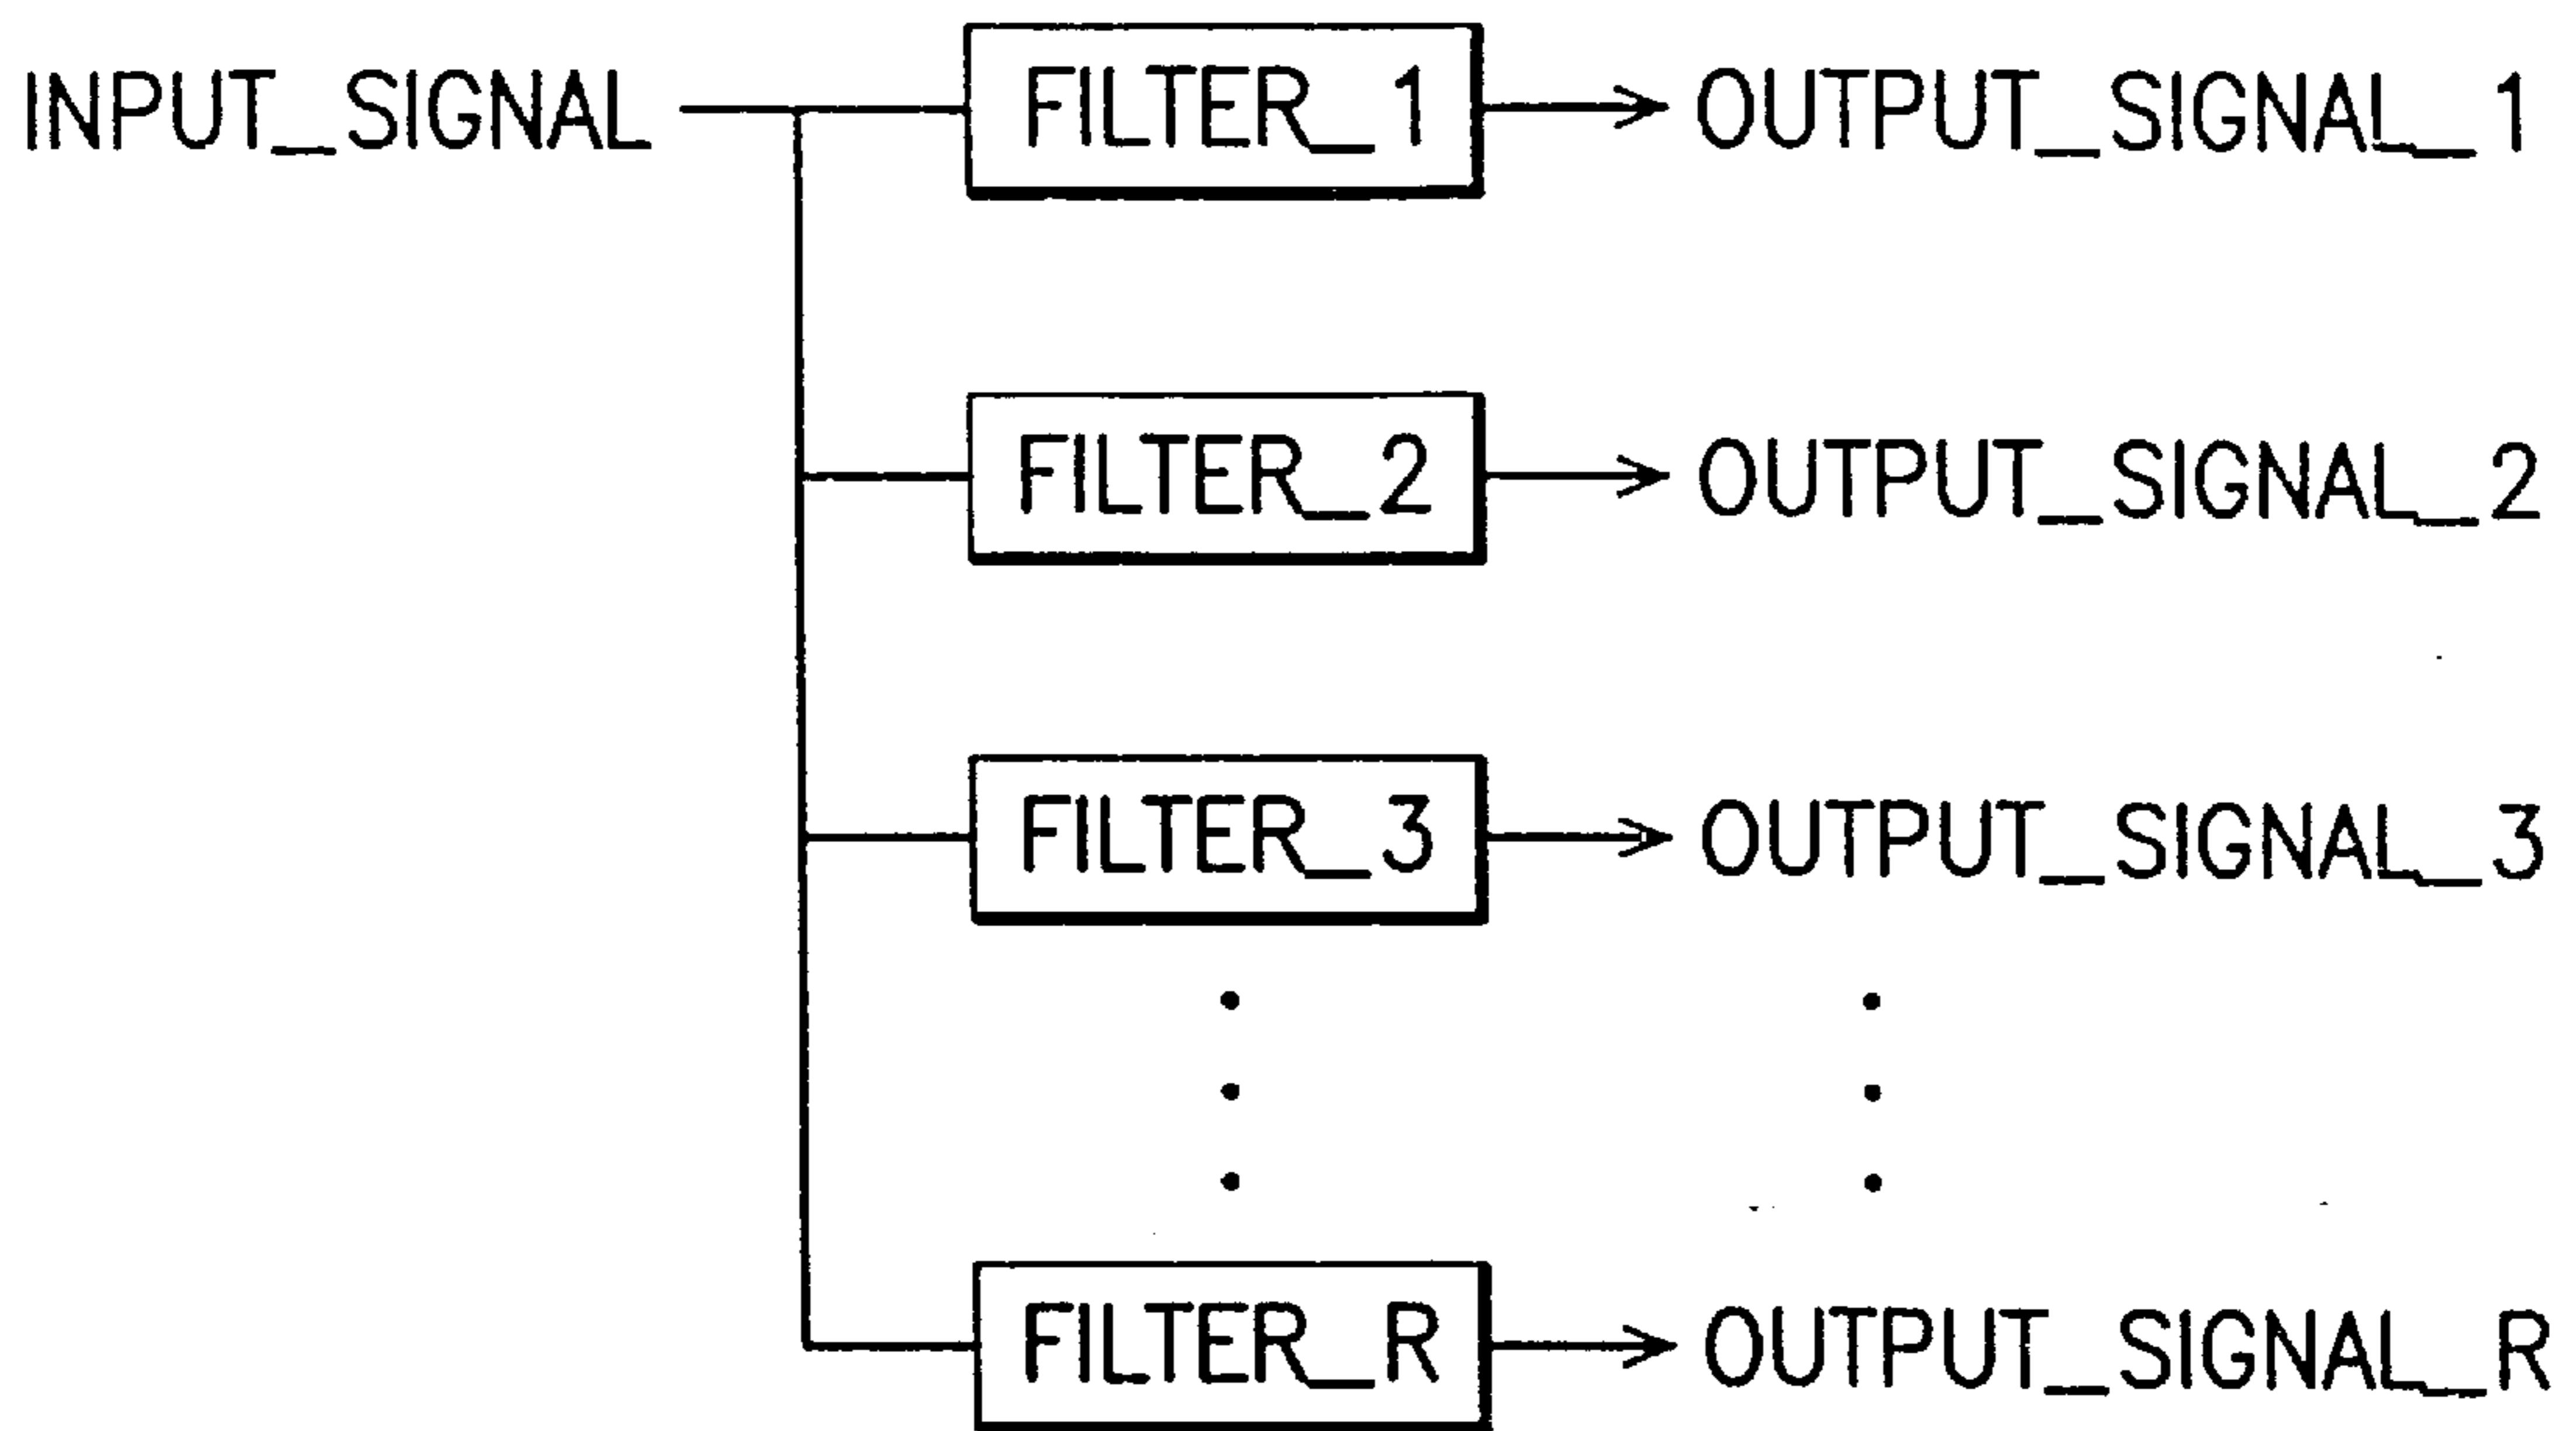 INPUT_SIGNAL FILTER_1 OUTPUT_SIGNAL_1
FILTER_2 OUTPUT_SIGNAL_2
FILTER_3 OUTPUT_SIGNAL_3
FILTER_R OUTPUT_SIGNAL_R